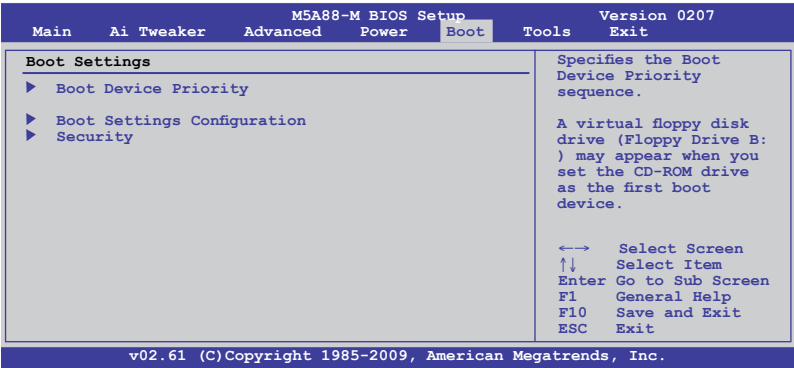 M5A88-M BIOS Setup Version 0207
Main Ai Tweaker Advanced Power Boot Tools Exit
Boot Settings
Boot Device Priority
Boot Settings Configuration
Security
Specifies the Boot
Device Priority
sequence.
A virtual floppy disk
drive (Floppy Drive B:
) may appear when you
set the CD-ROM drive
as the first boot
device.
←→ Select Screen
↑↓ Select Item
Enter Go to Sub Screen
F1 General Help
F10 Save and Exit
ESC Exit
v02.61 (C)Copyright 1985-2009, American Megatrends, Inc.